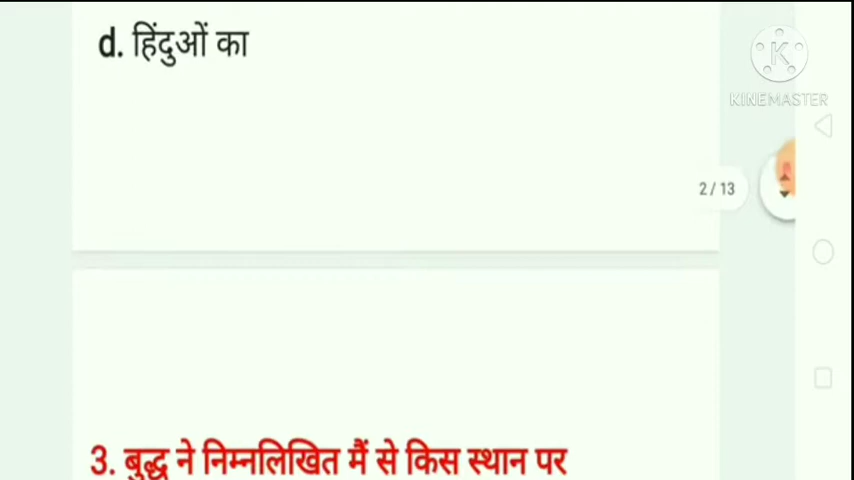 d. हिंदुओं का
KINEMASTER
2 / 13
3. बुद्ध ने निम्नलिखित मैं से किस स्थान पर